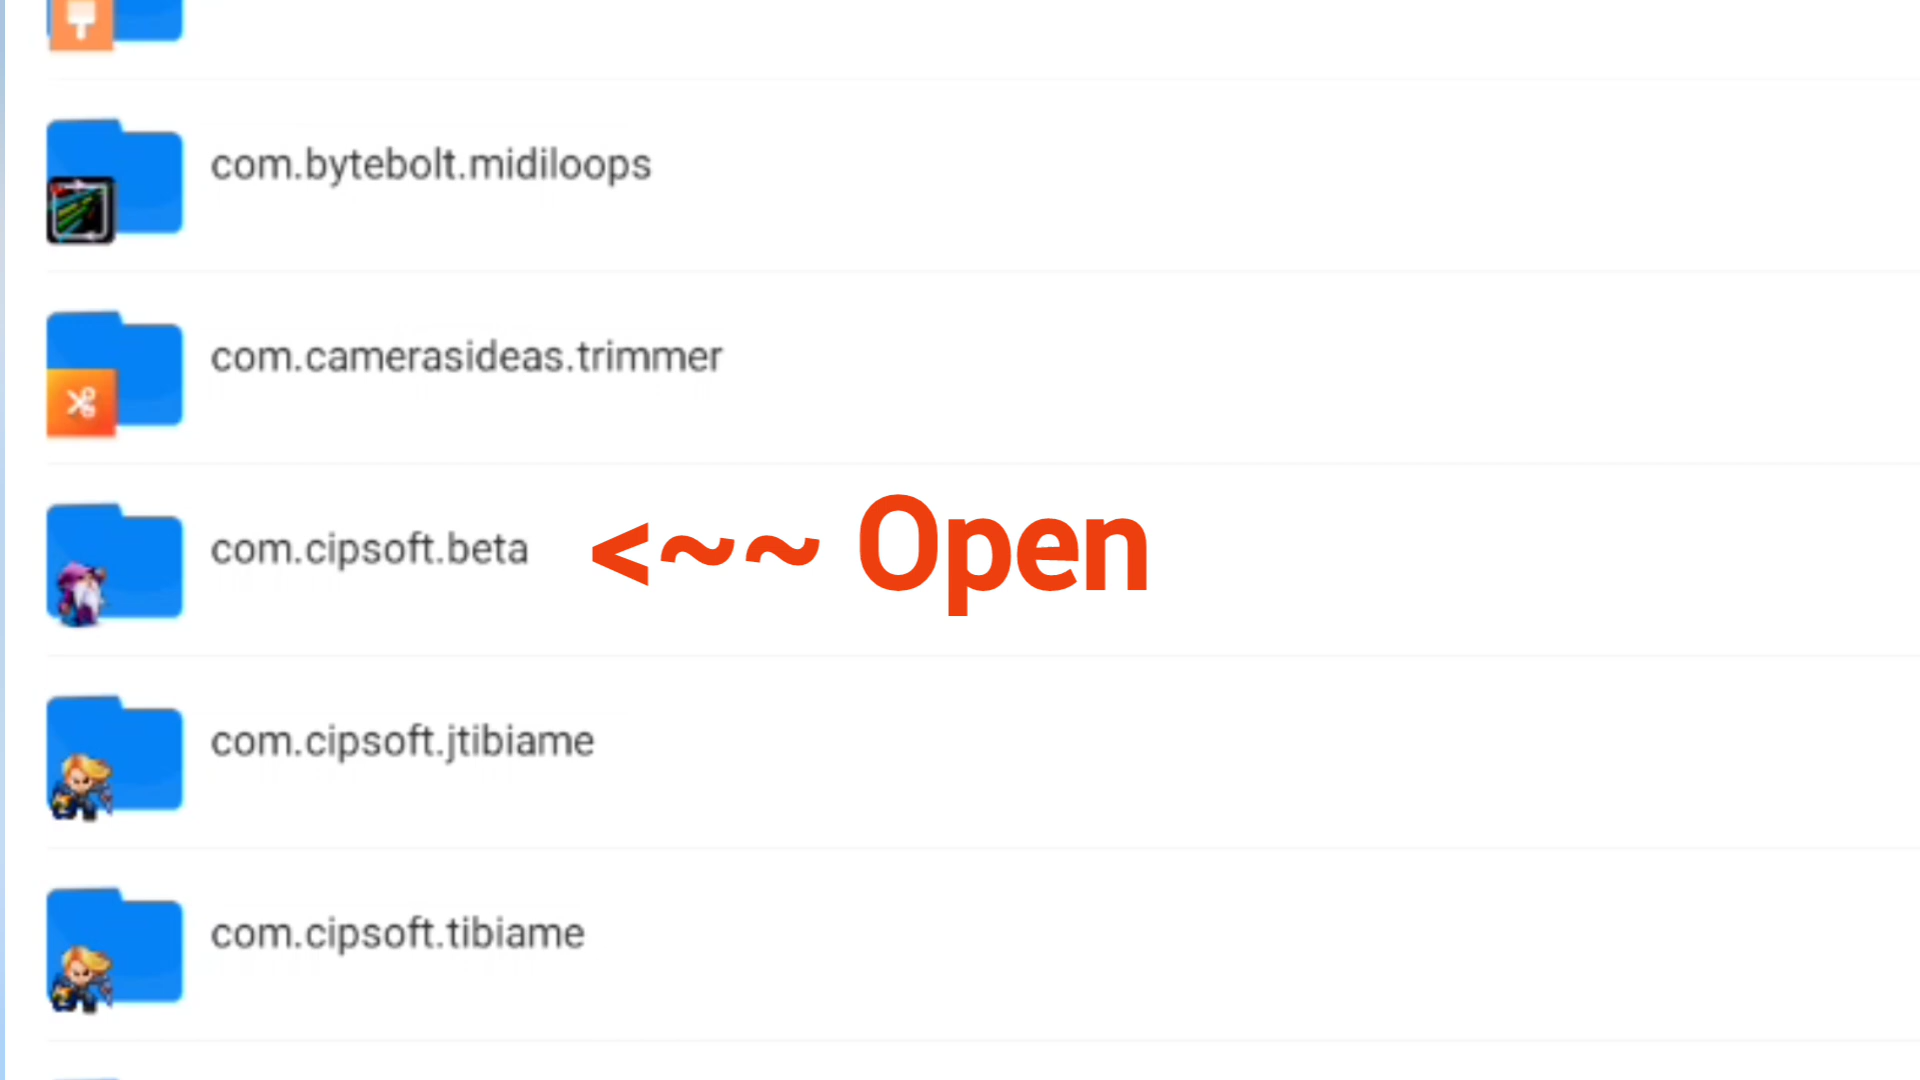 com.bytebolt.midiloops
com.camerasideas.trimmer
com.cipsoft.beta <~~ Open
com.cipsoft.jtibiame
com.cipsoft.tibiame